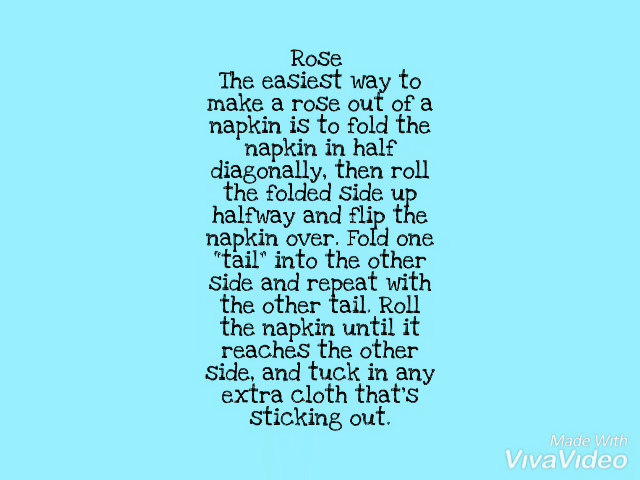 Rose
The easiest way to
make a rose out of a
napkin is to fold the
napkin in half
diagonally, then roll
the folded side up
halfway and flip the
napkin over. Fold one
"tail" into the other
side and repeat with
the other tail. Roll
the napkin until it
reaches the other
side, and tuck in any
extra cloth that's
sticking out.
Made With
VivaVideo